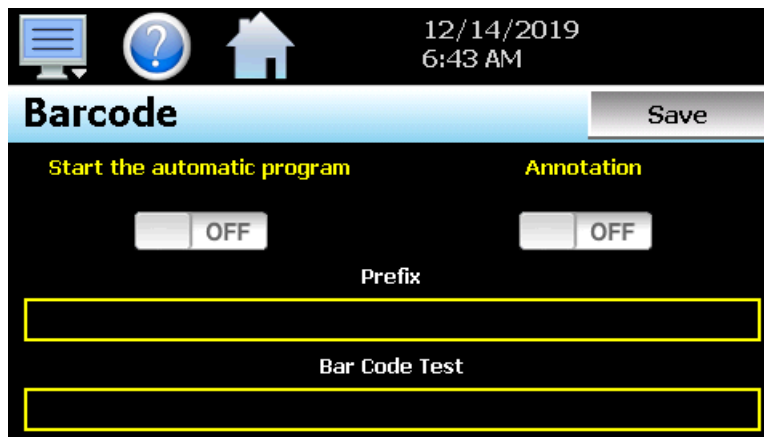 12/14/2019
6:43 AM
Barcode
Save
Start the automatic program
Annotation
OFF
OFF
Prefix
Bar Code Test